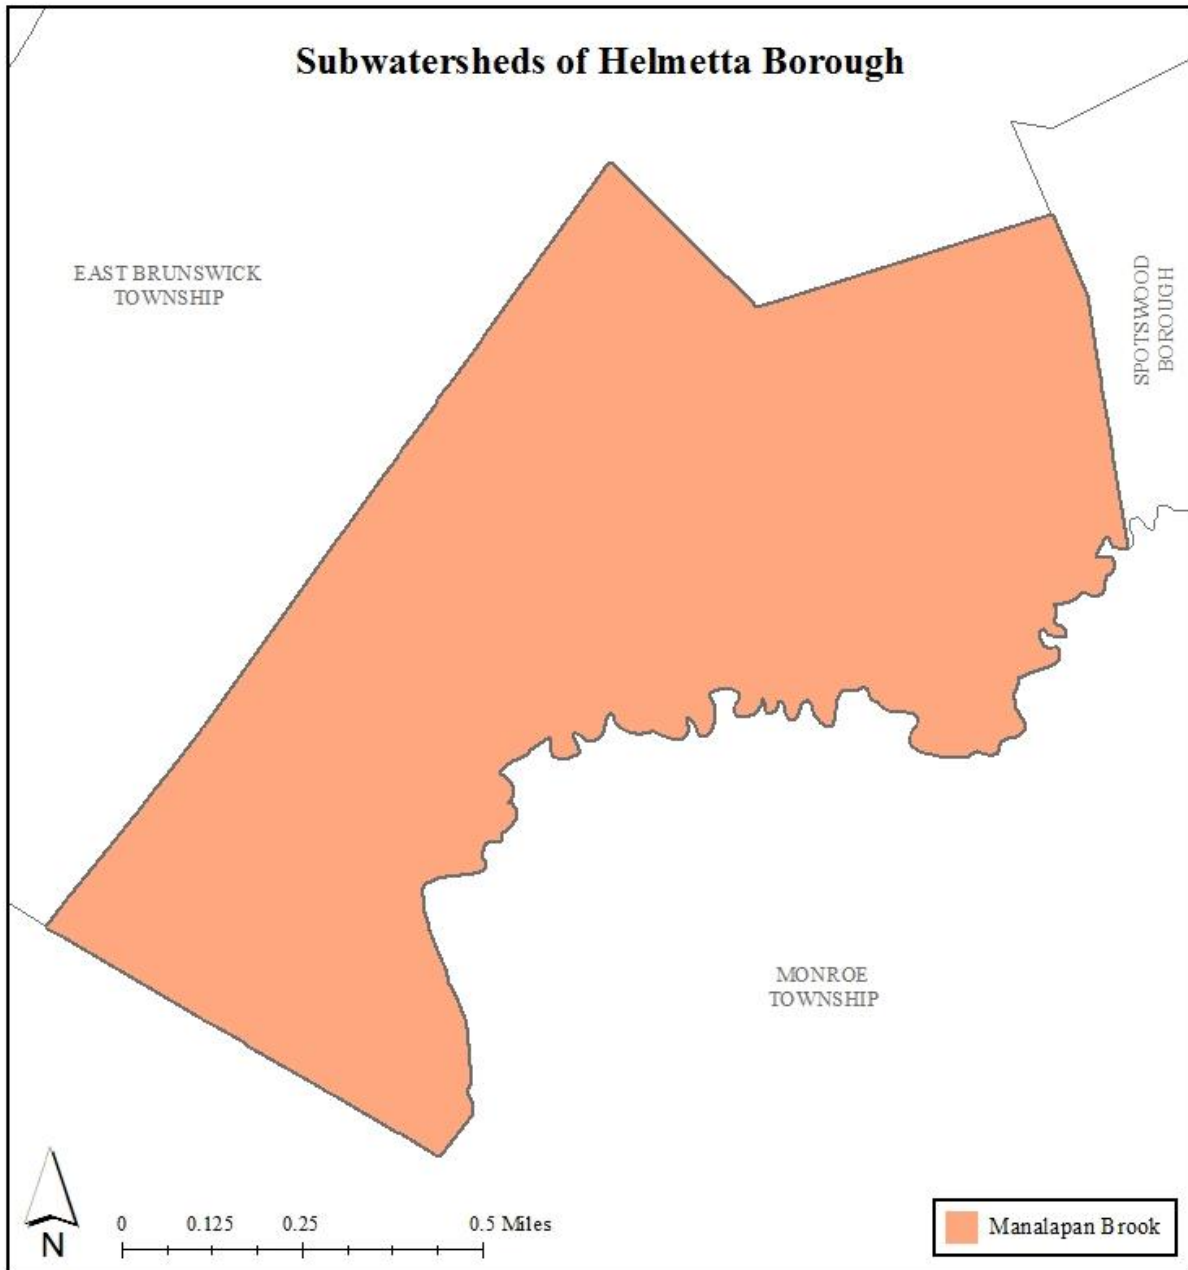 Subwatersheds of Helmetta Borough
EAST BRUNSWICK
TOWNSHIP
SPOTSWOOD
BOROUGH
MONROE
TOWNSHIP
N
0 0.125 0.25 0.5 Miles
Manalapan Brook